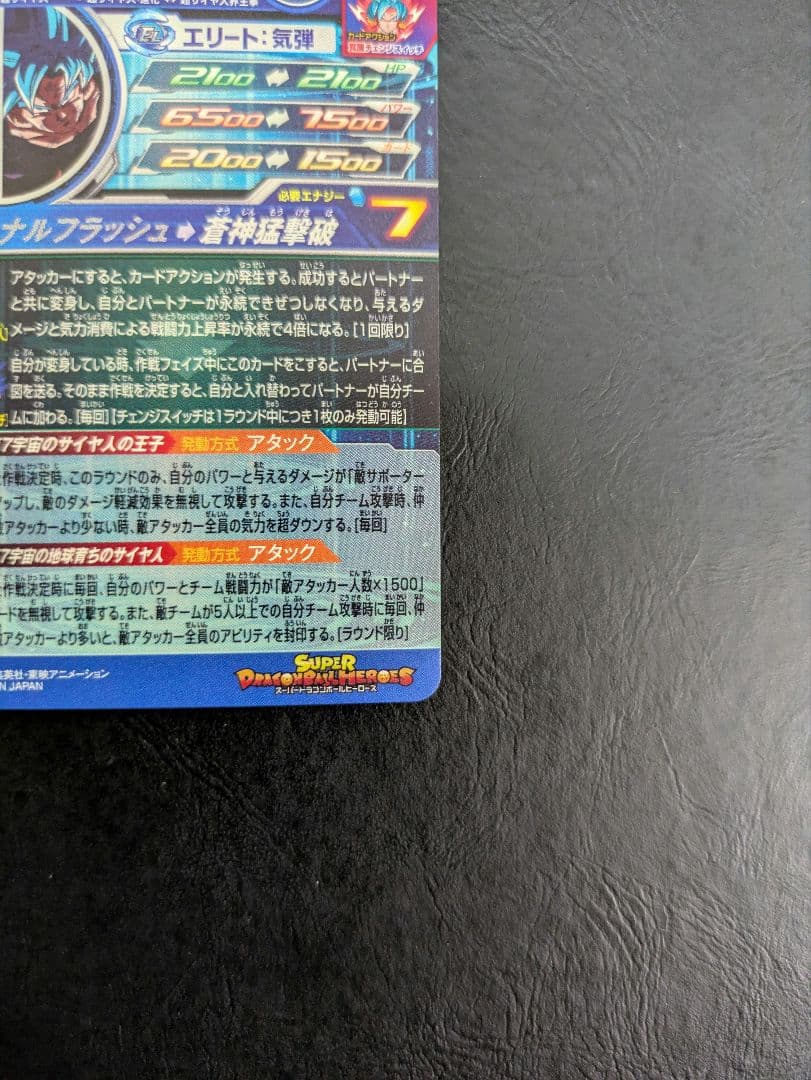 超サイヤ人界王拳
カードアクション
気弾チェンジスイッチ
EL エリート:気弾
HP
2100 2100
パワー
6500 7500
ガード
2000 1500
必要エナジー 7
ナルフラッシュ➡蒼神猛撃破
アタッカーにすると、カードアクションが発生する。成功するとパートナー
と共に変身し、自分とパートナーが永続できぜつしなくなり、与えるダ
メージと気力消費による戦闘力上昇率が永続で4倍になる。[1回限り]
自分が変身している時、作戦フェイズ中にこのカードをこすると、パートナーに合
図を送る。そのまま作戦を決定すると、自分と入れ替わってパートナーが自分チー
ムに加わる。[毎回]【チェンジスイッチは1ラウンド中につき1枚のみ発動可能】
7宇宙のサイヤ人の王子 発動方式 アタック
作戦決定時、このラウンドのみ、自分のパワーと与えるダメージが「敵サポーター
ップし、敵のダメージ軽減効果を無視して攻撃する。また、自分チーム攻撃時、仲
アタッカーより少ない時、敵アタッカー全員の気力を超ダウンする。[毎回]
7宇宙の地球育ちのサイヤ人 発動方式 アタック
作戦決定時に毎回、自分のパワーとチーム戦闘力が「敵アタッカー人数×1500」
ードを無視して攻撃する。また、敵チームが5人以上での自分チーム攻撃時に毎回、仲
アタッカーより多いと、敵アタッカー全員のアビリティを封印する。[ラウンド限り]
英社・東映アニメーション
N JAPAN
SUPER
DRAGONBALL HEROES
スーパードラゴンボールヒーローズ